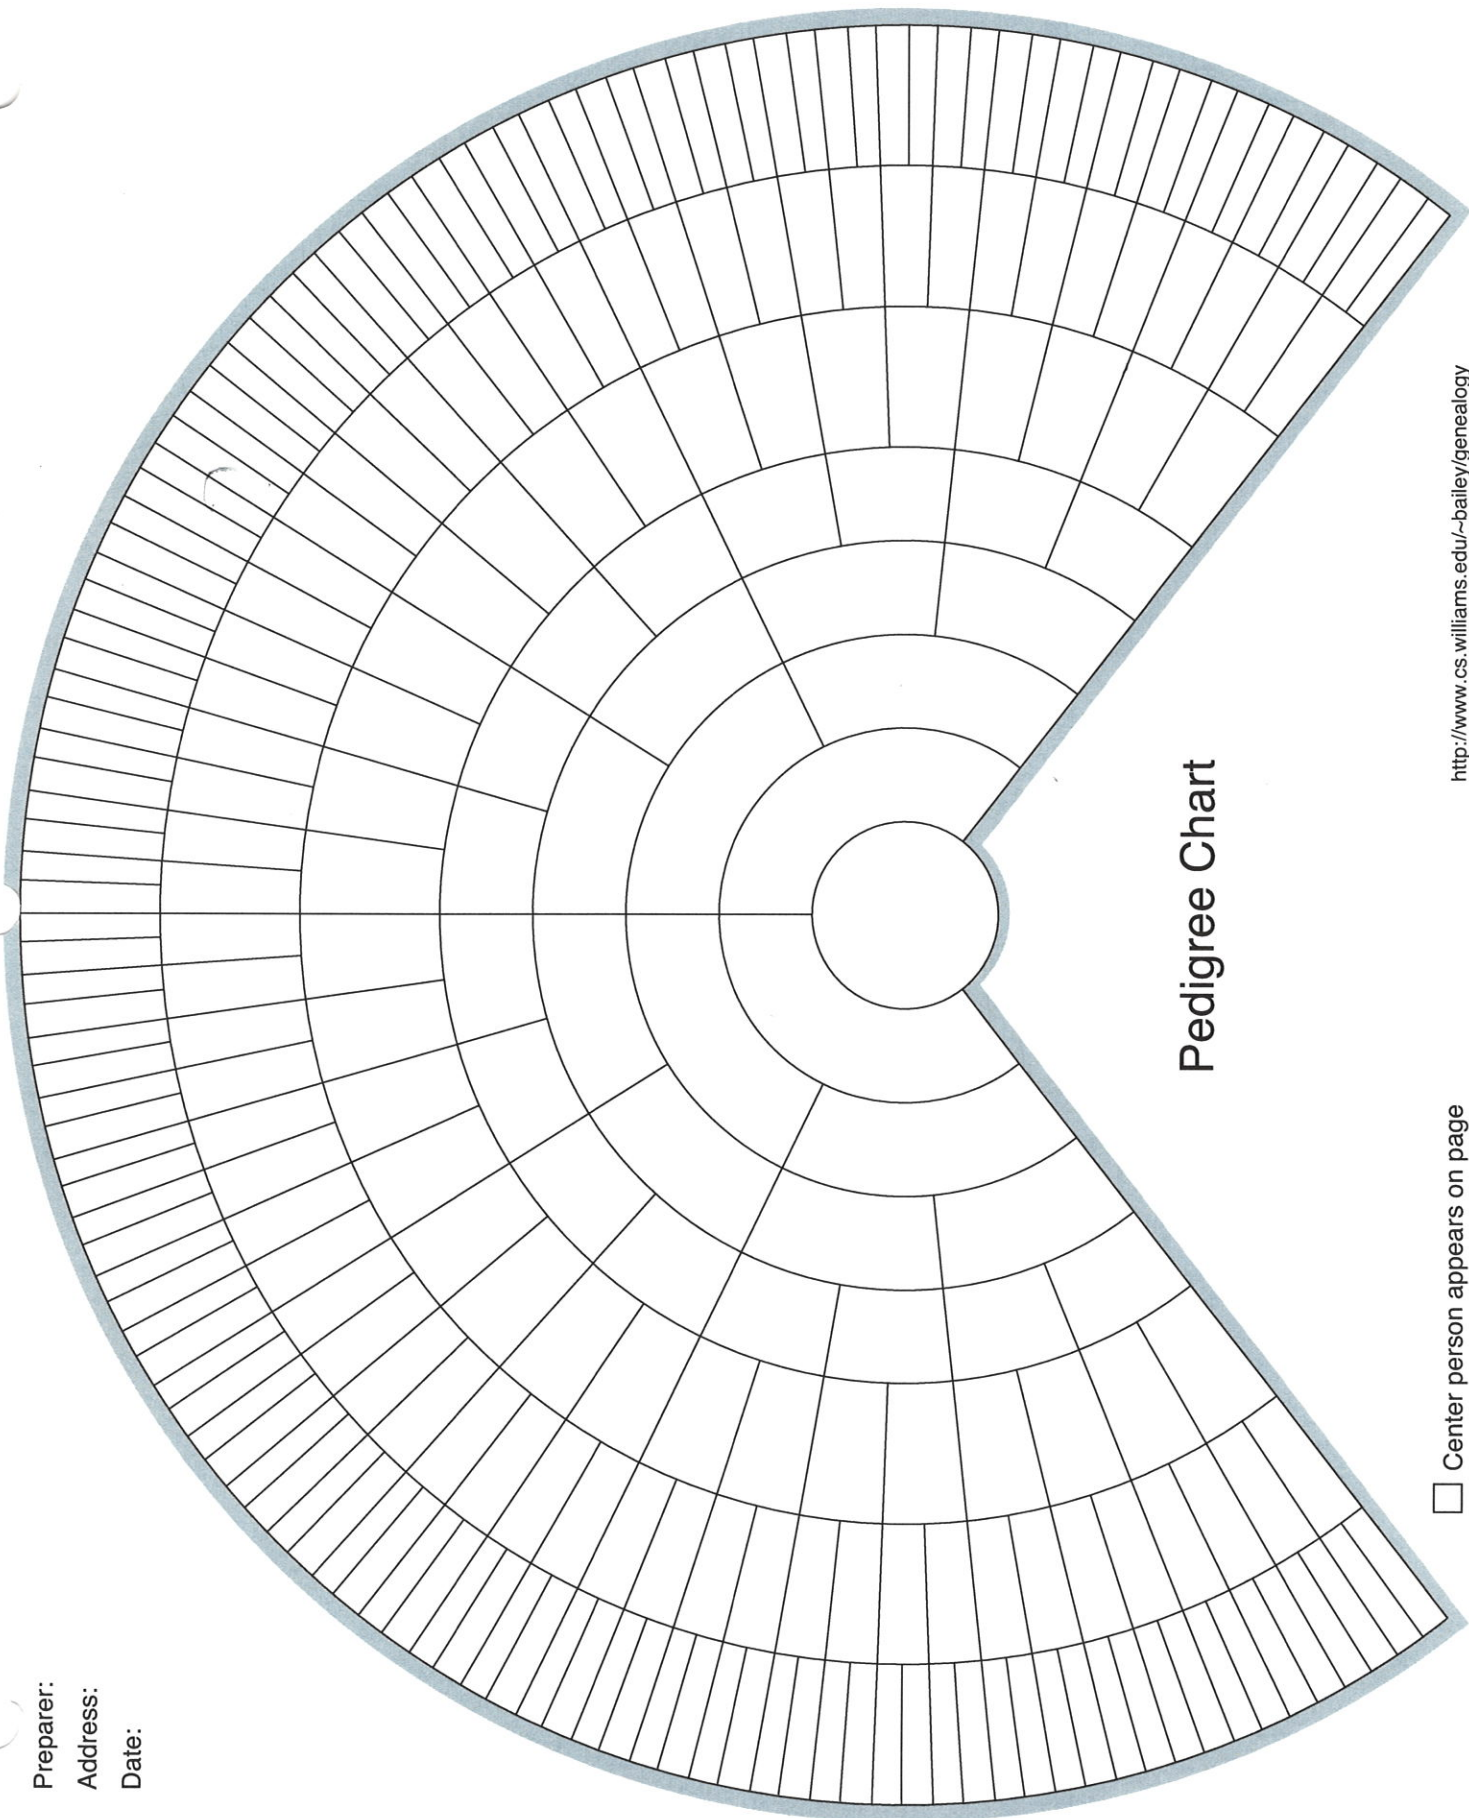 Preparer:
Address:
Date:
Pedigree Chart
Center person appears on page
http://www.cs.williams.edu/~bailey/genealogy